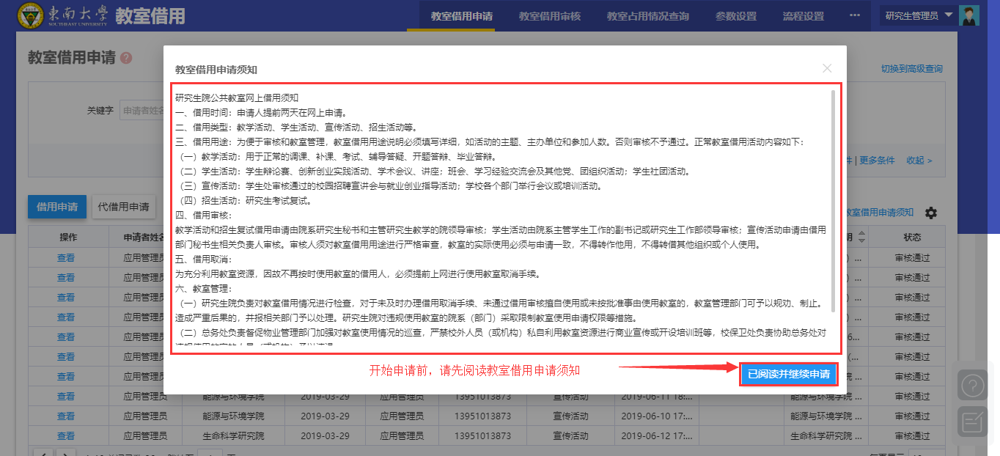 東南大學
SOUTHEAST UNIVERSITY
教室借用
教室借用申请 教室借用审核 教室占用情况查询 参数设置 流程设置 ··· 研究生管理员
教室借用申请 ?
切换到高级查询
教室借用申请须知
关键字 申请者姓名
件 | 更多条件 收起 >
研究生院公共教室网上借用须知
一、借用时间：申请人提前两天在网上申请。
二、借用类型：教学活动、学生活动、宣传活动、招生活动等。
三、借用用途：为便于审核和教室管理，教室借用用途说明必须填写详细，如活动的主题、主办单位和参加人数。否则审核不予通过。正常教室借用活动内容如下：
（一）教学活动：用于正常的调课、补课、考试、辅导答疑、开题答辩、毕业答辩。
（二）学生活动：学生辩论赛、创新创业实践活动、学术会议、讲座；班会、学习经验交流会及其他党、团组织活动；学生社团活动。
（三）宣传活动：学生处审核通过的校园招聘宣讲会与就业创业指导活动；学校各个部门举行会议或培训活动。
（四）招生活动：研究生考试复试。
四、借用审核：
教学活动和招生复试借用申请由院系研究生秘书和主管研究生教学的院领导审核；学生活动由院系主管学生工作的副书记或研究生工作部领导审核；宣传活动申请由借用
部门秘书生相关负责人审核。审核人须对教室借用用途进行严格审查，教室的实际使用必须与申请一致，不得转作他用，不得转借其他组织或个人使用。
五、借用取消：
为充分利用教室资源，因故不再按时使用教室的借用人，必须提前上网进行使用教室取消手续。
六、教室管理：
（一）研究生院负责对教室借用情况进行检查，对于未及时办理借用取消手续、未通过借用审核擅自使用或未按批准事由使用教室的，教室管理部门可予以规劝、制止。
造成严重后果的，并报相关部门予以处理。研究生院对违规使用教室的院系（部门）采取限制教室使用申请权限等措施。
（二）总务处负责督促物业管理部门加强对教室使用情况的巡查，严禁校外人员（或机构）私自利用教室资源进行商业宣传或开设培训班等，校保卫处负责协助总务处对
开始申请前，请先阅读教室借用申请须知
已阅读并继续申请
借用申请 代借用申请 教室借用申请须知
操作 申请者姓名 明 状态
查看 应用管理员 ) ... 审核通过
查看 应用管理员 ) ... 审核通过
查看 应用管理员 ) ... 审核通过
查看 应用管理员 ) ... 审核通过
查看 应用管理员 6... 审核通过
查看 应用管理员 (... 审核通过
查看 应用管理员 院 ... 审核通过
查看 应用管理员 能源与环境学院 2019-03-29 应用管理员 13951013873 宣传活动 2019-06-11 18:... 能源与环境学院 ... 审核通过
查看 应用管理员 能源与环境学院 2019-03-29 应用管理员 13951013873 宣传活动 2019-06-10 17:... 能源与环境学院 ... 审核通过
查看 应用管理员 生命科学研究院 2019-03-29 应用管理员 13951013873 宣传活动 2019-06-12 17:... 生命科学研究院 ... 审核通过